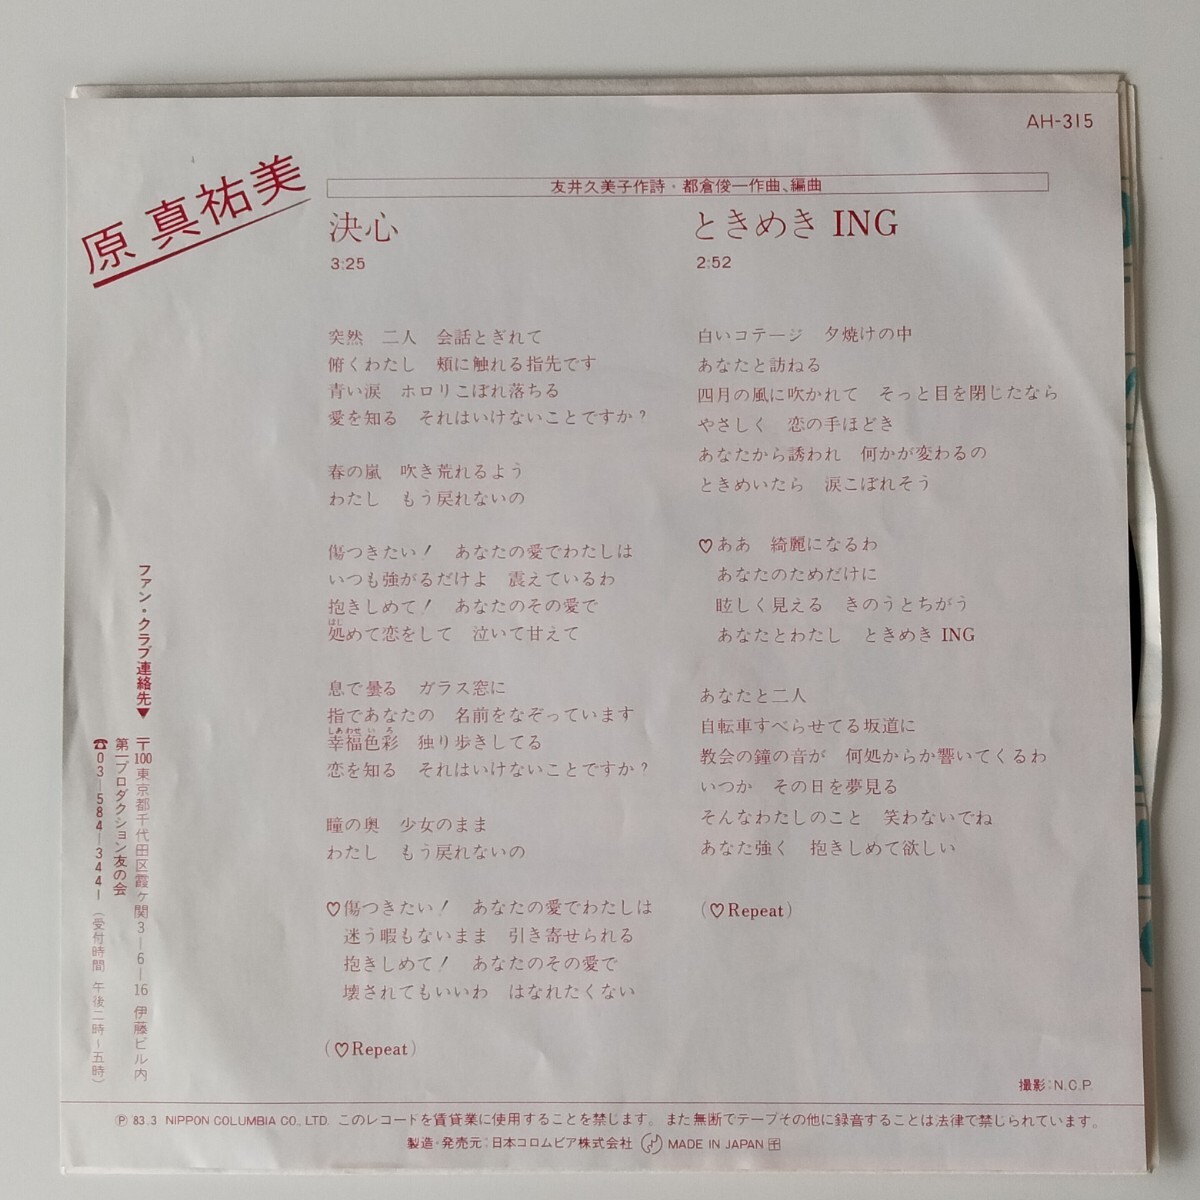 AH-315
原 真祐美
友井久美子作詩・都倉俊一作曲、編曲
決心
3:25
突然　二人　会話とぎれて
俯くわたし　頬に触れる指先です
青い涙　ホロリこぼれ落ちる
愛を知る　それはいけないことですか?
春の嵐　吹き荒れるよう
わたし　もう戻れないの
傷つきたい!　あなたの愛でわたしは
いつも強がるだけよ　震えているわ
抱きしめて!　あなたのその愛で
はじ
処めて恋をして　泣いて甘えて
息で曇る　ガラス窓に
指であなたの　名前をなぞっています
しあわせ い ろ
幸福色彩　独り歩きしてる
恋を知る　それはいけないことですか?
瞳の奥　少女のまま
わたし　もう戻れないの
♡傷つきたい!　あなたの愛でわたしは
迷う暇もないまま　引き寄せられる
抱きしめて!　あなたのその愛で
壊されてもいいわ　はなれたくない
(♡Repeat)
ときめき ING
2:52
白いコテージ　夕焼けの中
あなたと訪ねる
四月の風に吹かれて　そっと目を閉じたなら
やさしく　恋の手ほどき
あなたから誘われ　何かが変わるの
ときめいたら　涙こぼれそう
♡ああ　綺麗になるわ
あなたのためだけに
眩しく見える　きのうとちがう
あなたとわたし　ときめき ING
あなたと二人
自転車すべらせてる坂道に
教会の鐘の音が　何処からか響いてくるわ
いつか　その日を夢見る
そんなわたしのこと　笑わないでね
あなた強く　抱きしめて欲しい
(♡Repeat)
ファン・クラブ連絡先▼
〒100 東京都千代田区霞ヶ関3-6-16 伊藤ビル内
第一プロダクション友の会
☎03-584-3441（受付時間 午後二時〜五時）
撮影:N.C.P.
Ⓟ'83.3 NIPPON COLUMBIA CO., LTD. このレコードを賃貸業に使用することを禁じます。また無断でテープその他に録音することは法律で禁じられています。
製造・発売元:日本コロムビア株式会社 MADE IN JAPAN